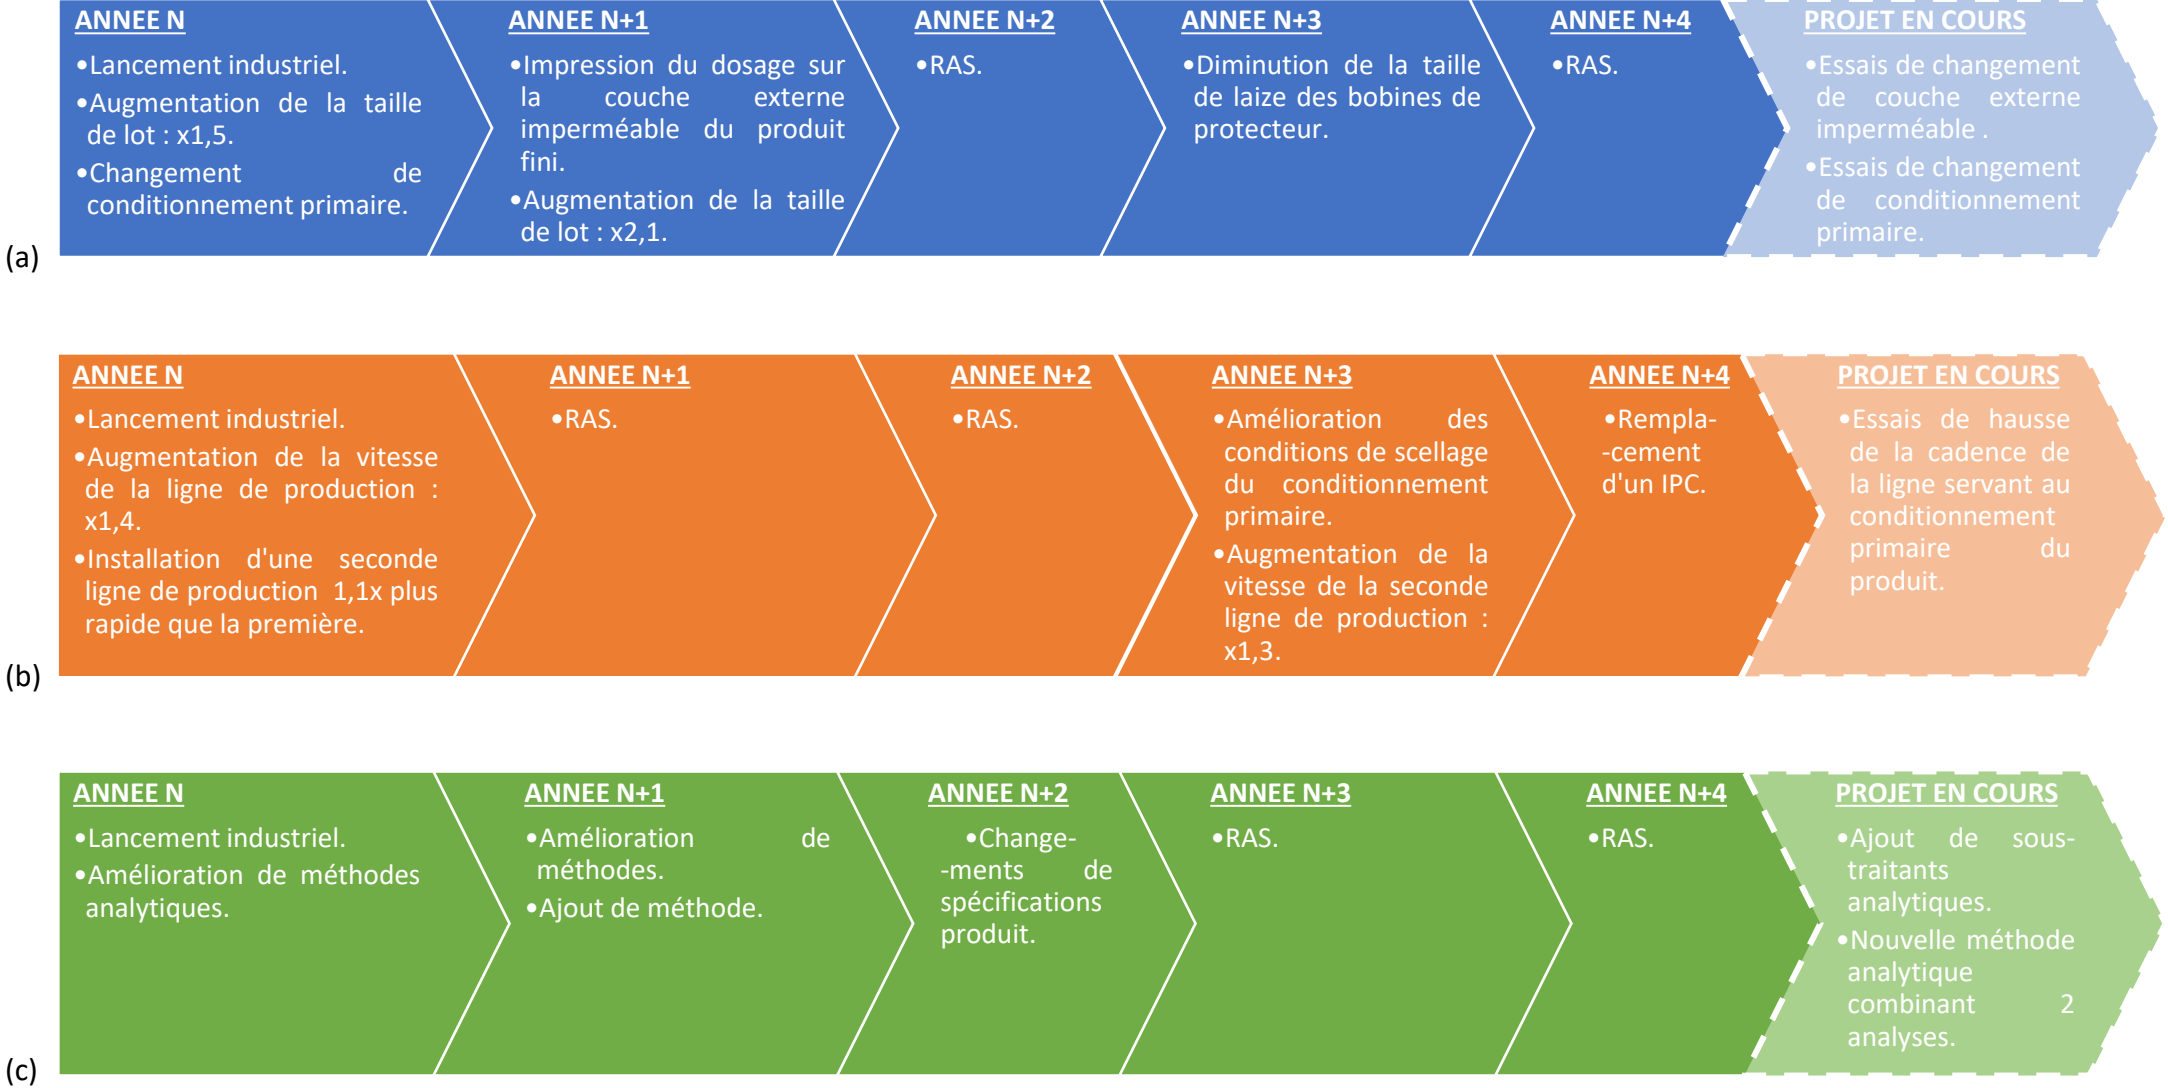 ANNEE N
•Lancement industriel.
•Augmentation de la taille
de lot : x1,5.
•Changement de
conditionnement primaire.
ANNEE N+1
•Impression du dosage sur
la couche externe
imperméable du produit
fini.
•Augmentation de la taille
de lot : x2,1.
ANNEE N+2
•RAS.
ANNEE N+3
•Diminution de la taille
de laize des bobines de
protecteur.
ANNEE N+4
•RAS.
PROJET EN COURS
•Essais de changement
de couche externe
imperméable .
•Essais de changement
de conditionnement
primaire.
(a)
ANNEE N
•Lancement industriel.
•Augmentation de la vitesse
de la ligne de production :
x1,4.
•Installation d'une seconde
ligne de production 1,1x plus
rapide que la première.
ANNEE N+1
•RAS.
ANNEE N+2
•RAS.
ANNEE N+3
•Amélioration des
conditions de scellage
du conditionnement
primaire.
•Augmentation de la
vitesse de la seconde
ligne de production :
x1,3.
ANNEE N+4
•Rempla-
-cement
d'un IPC.
PROJET EN COURS
•Essais de hausse
de la cadence de
la ligne servant au
conditionnement
primaire du
produit.
(b)
ANNEE N
•Lancement industriel.
•Amélioration de méthodes
analytiques.
ANNEE N+1
•Amélioration de
méthodes.
•Ajout de méthode.
ANNEE N+2
•Change-
-ments de
spécifications
produit.
ANNEE N+3
•RAS.
ANNEE N+4
•RAS.
PROJET EN COURS
•Ajout de sous-
traitants
analytiques.
•Nouvelle méthode
analytique
combinant 2
analyses.
(c)